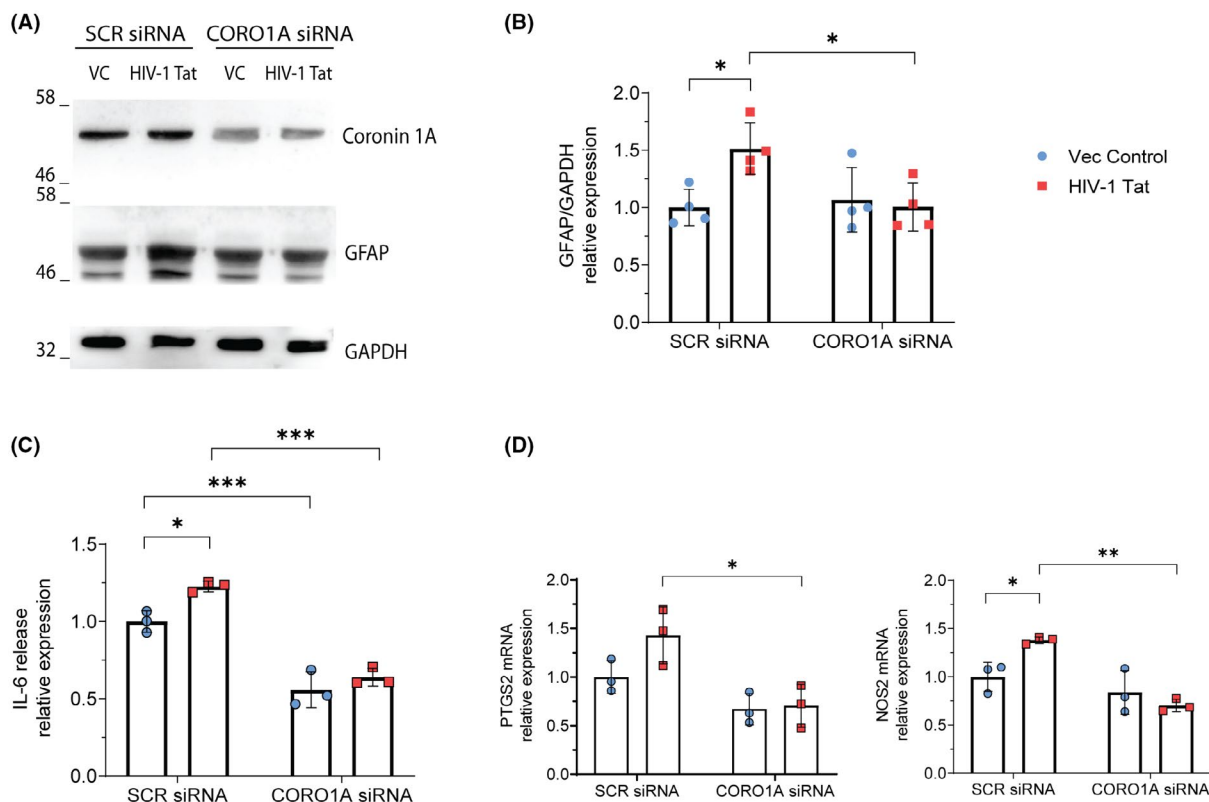 (A)
SCR siRNA CORO1A siRNA
VC HIV-1 Tat VC HIV-1 Tat
58
Coronin 1A
46
58
GFAP
46
GAPDH
32
(B)
*
*
2.0
1.5
1.0
0.5
0.0
GFAP/GAPDH
relative expression
SCR siRNA CORO1A siRNA
Vec Control
HIV-1 Tat
(C)
***
***
*
1.5
1.0
0.5
0.0
IL-6 release
relative expression
SCR siRNA CORO1A siRNA
(D)
*
2.0
1.5
1.0
0.5
0.0
PTGS2 mRNA
relative expression
SCR siRNA CORO1A siRNA
**
*
2.0
1.5
1.0
0.5
0.0
NOS2 mRNA
relative expression
SCR siRNA CORO1A siRNA